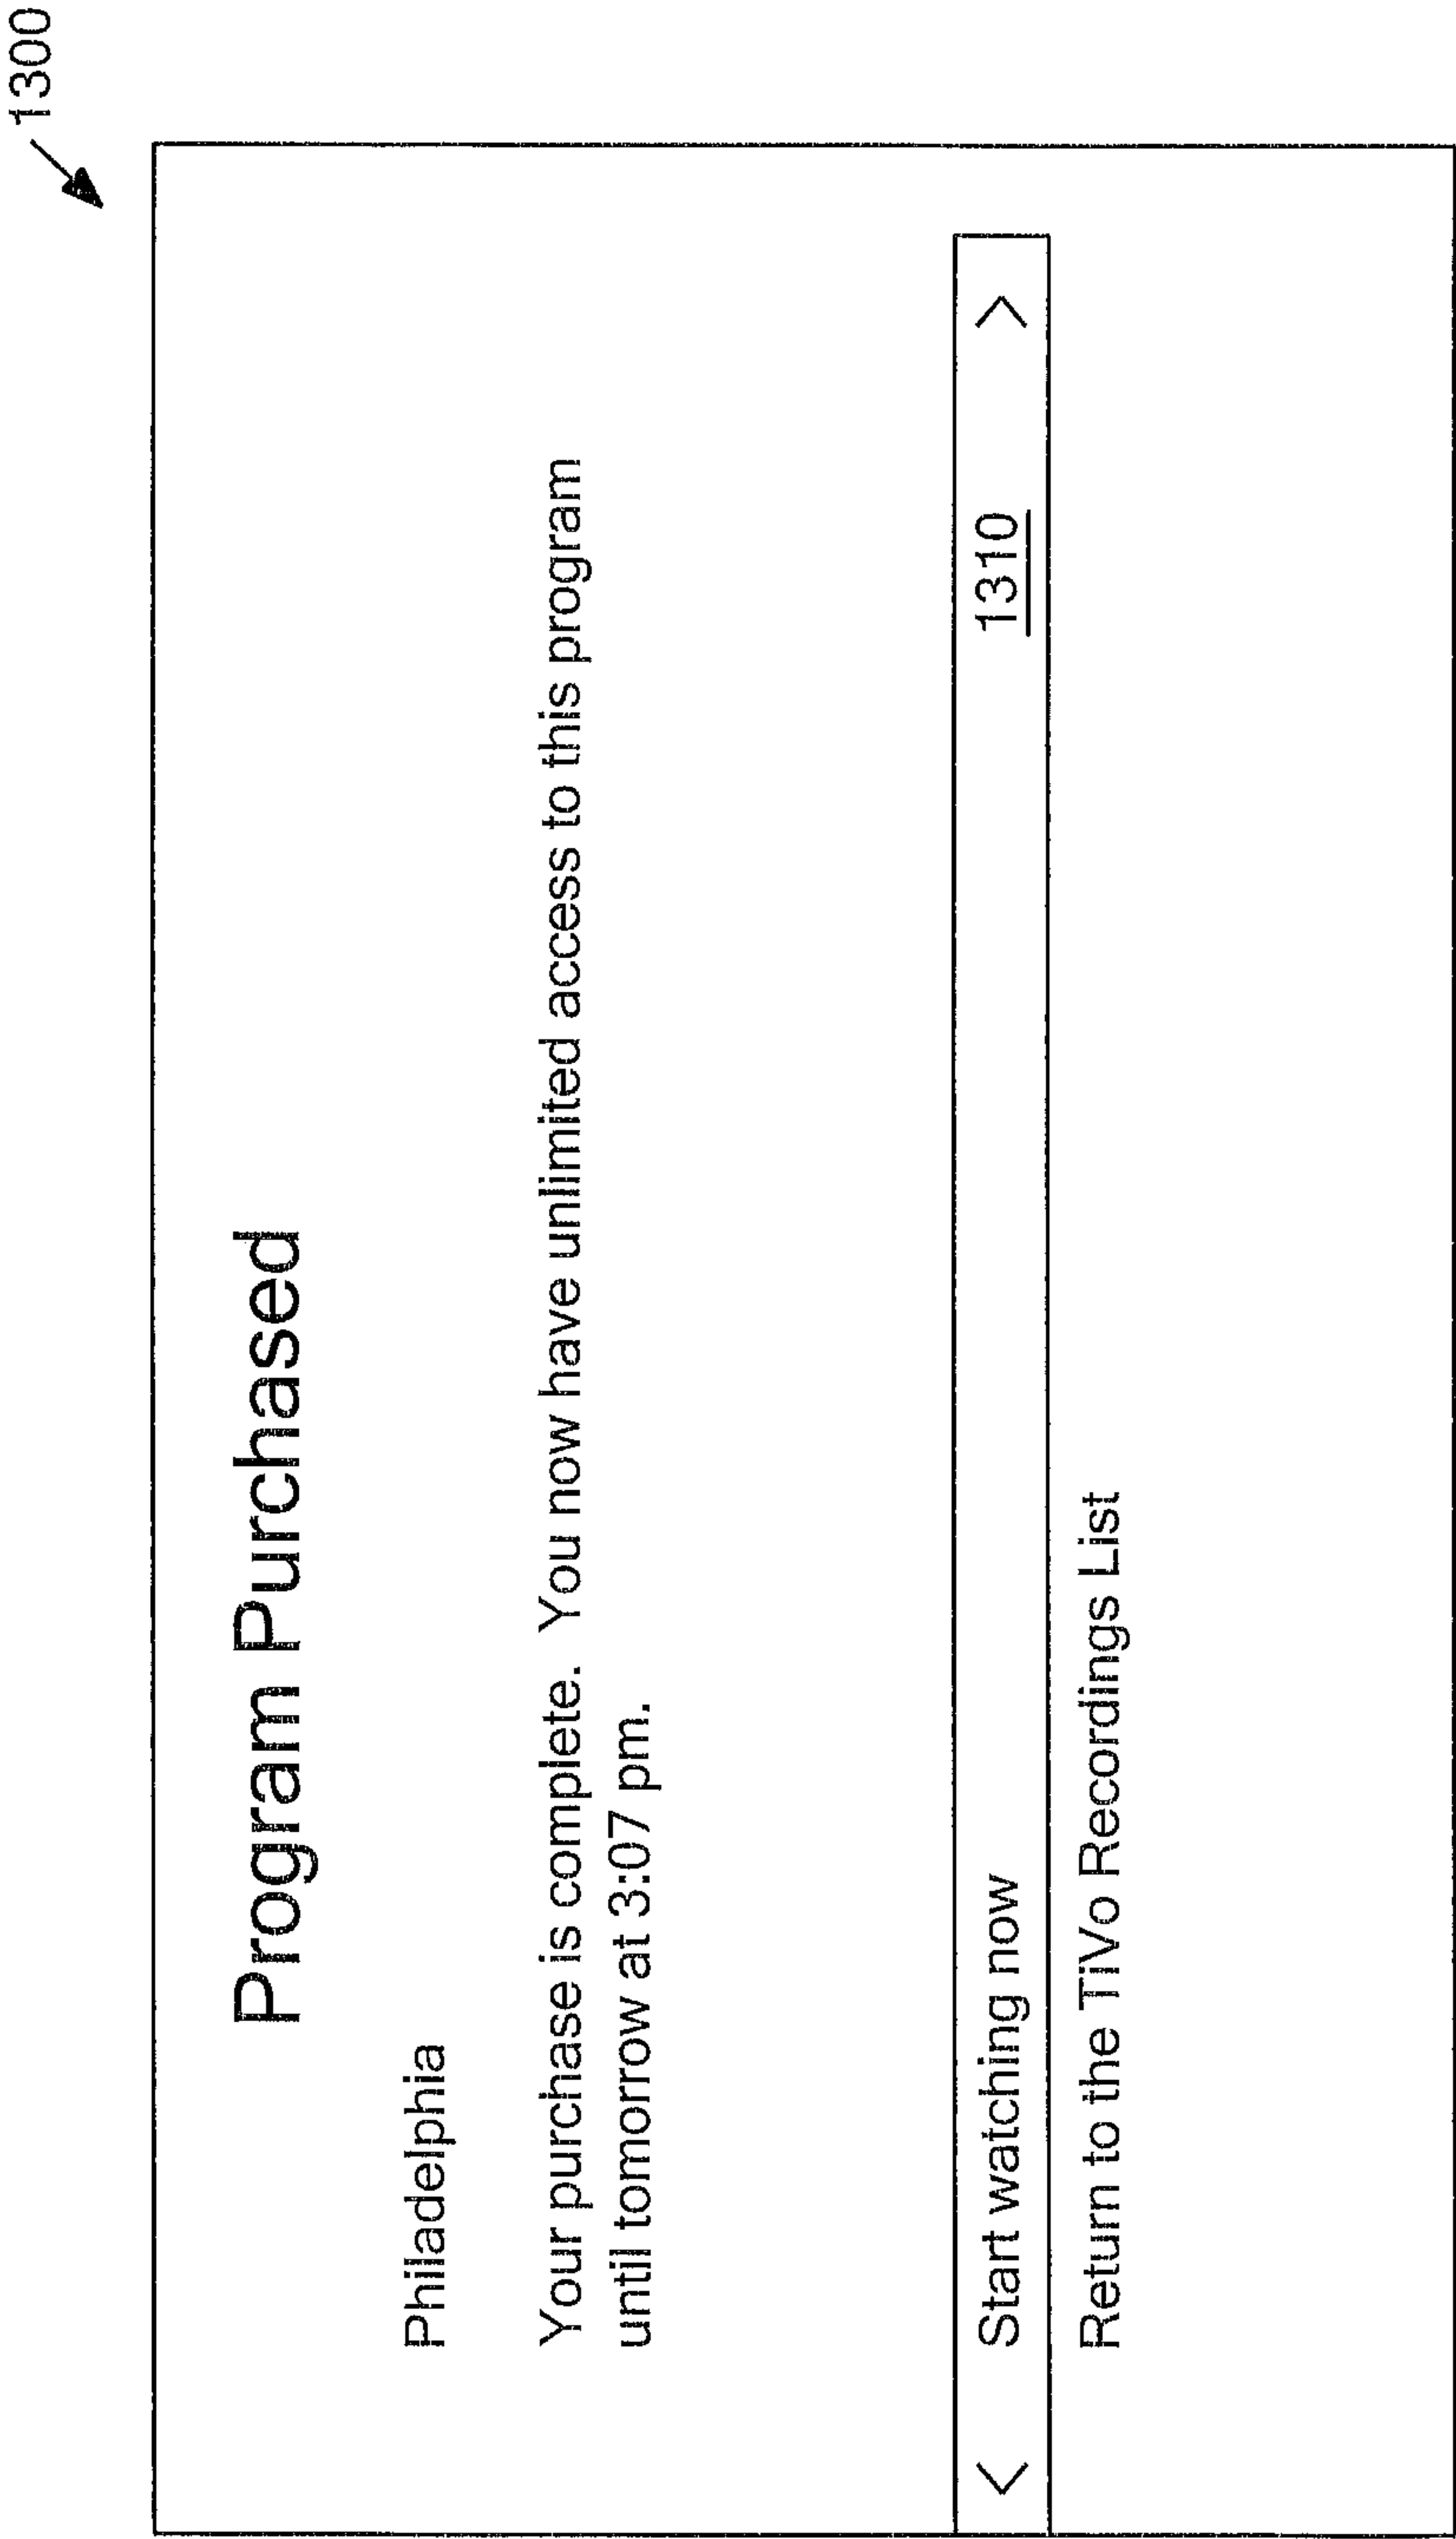 1300
Program Purchased
Philadelphia
Your purchase is complete. You now have unlimited access to this program
until tomorrow at 3:07 pm.
< Start watching now 1310 >
Return to the TiVo Recordings List